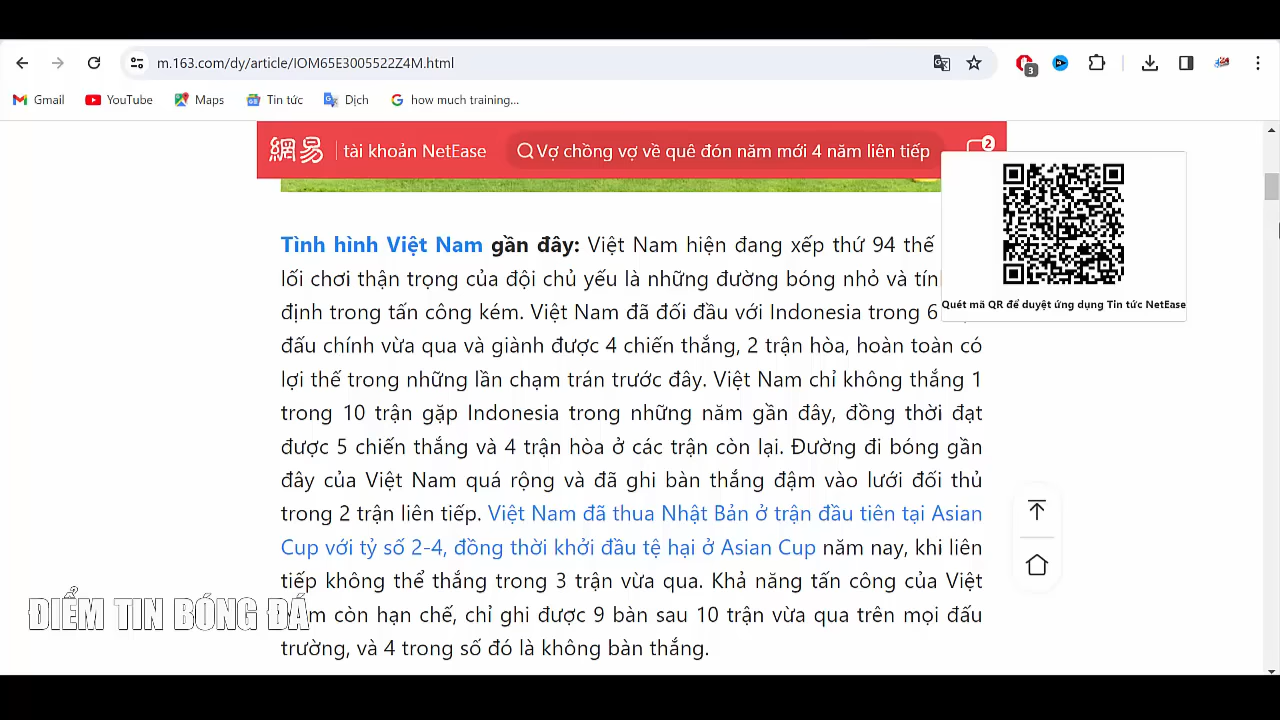 m.163.com/dy/article/IOM65E3005522Z4M.html
3
Gmail YouTube Maps Tin tức Dịch how much training...
網易 tài khoản NetEase Vợ chồng vợ về quê đón năm mới 4 năm liên tiếp 2
Quét mã QR để duyệt ứng dụng Tin tức NetEase
Tình hình Việt Nam gần đây: Việt Nam hiện đang xếp thứ 94 thế
lối chơi thận trọng của đội chủ yếu là những đường bóng nhỏ và
định trong tấn công kém. Việt Nam đã đối đầu với Indonesia trong 6
đấu chính vừa qua và giành được 4 chiến thắng, 2 trận hòa, hoàn toàn có
lợi thế trong những lần chạm trán trước đây. Việt Nam chỉ không thắng 1
trong 10 trận gặp Indonesia trong những năm gần đây, đồng thời đạt
được 5 chiến thắng và 4 trận hòa ở các trận còn lại. Đường đi bóng gần
đây của Việt Nam quá rộng và đã ghi bàn thắng đậm vào lưới đối thủ
trong 2 trận liên tiếp. Việt Nam đã thua Nhật Bản ở trận đầu tiên tại Asian
Cup với tỷ số 2-4, đồng thời khởi đầu tệ hại ở Asian Cup năm nay, khi liên
tiếp không thể thắng trong 3 trận vừa qua. Khả năng tấn công của Việt
còn hạn chế, chỉ ghi được 9 bàn sau 10 trận vừa qua trên mọi đấu
trường, và 4 trong số đó là không bàn thắng.
ĐIỂM TIN BÓNG ĐÁ